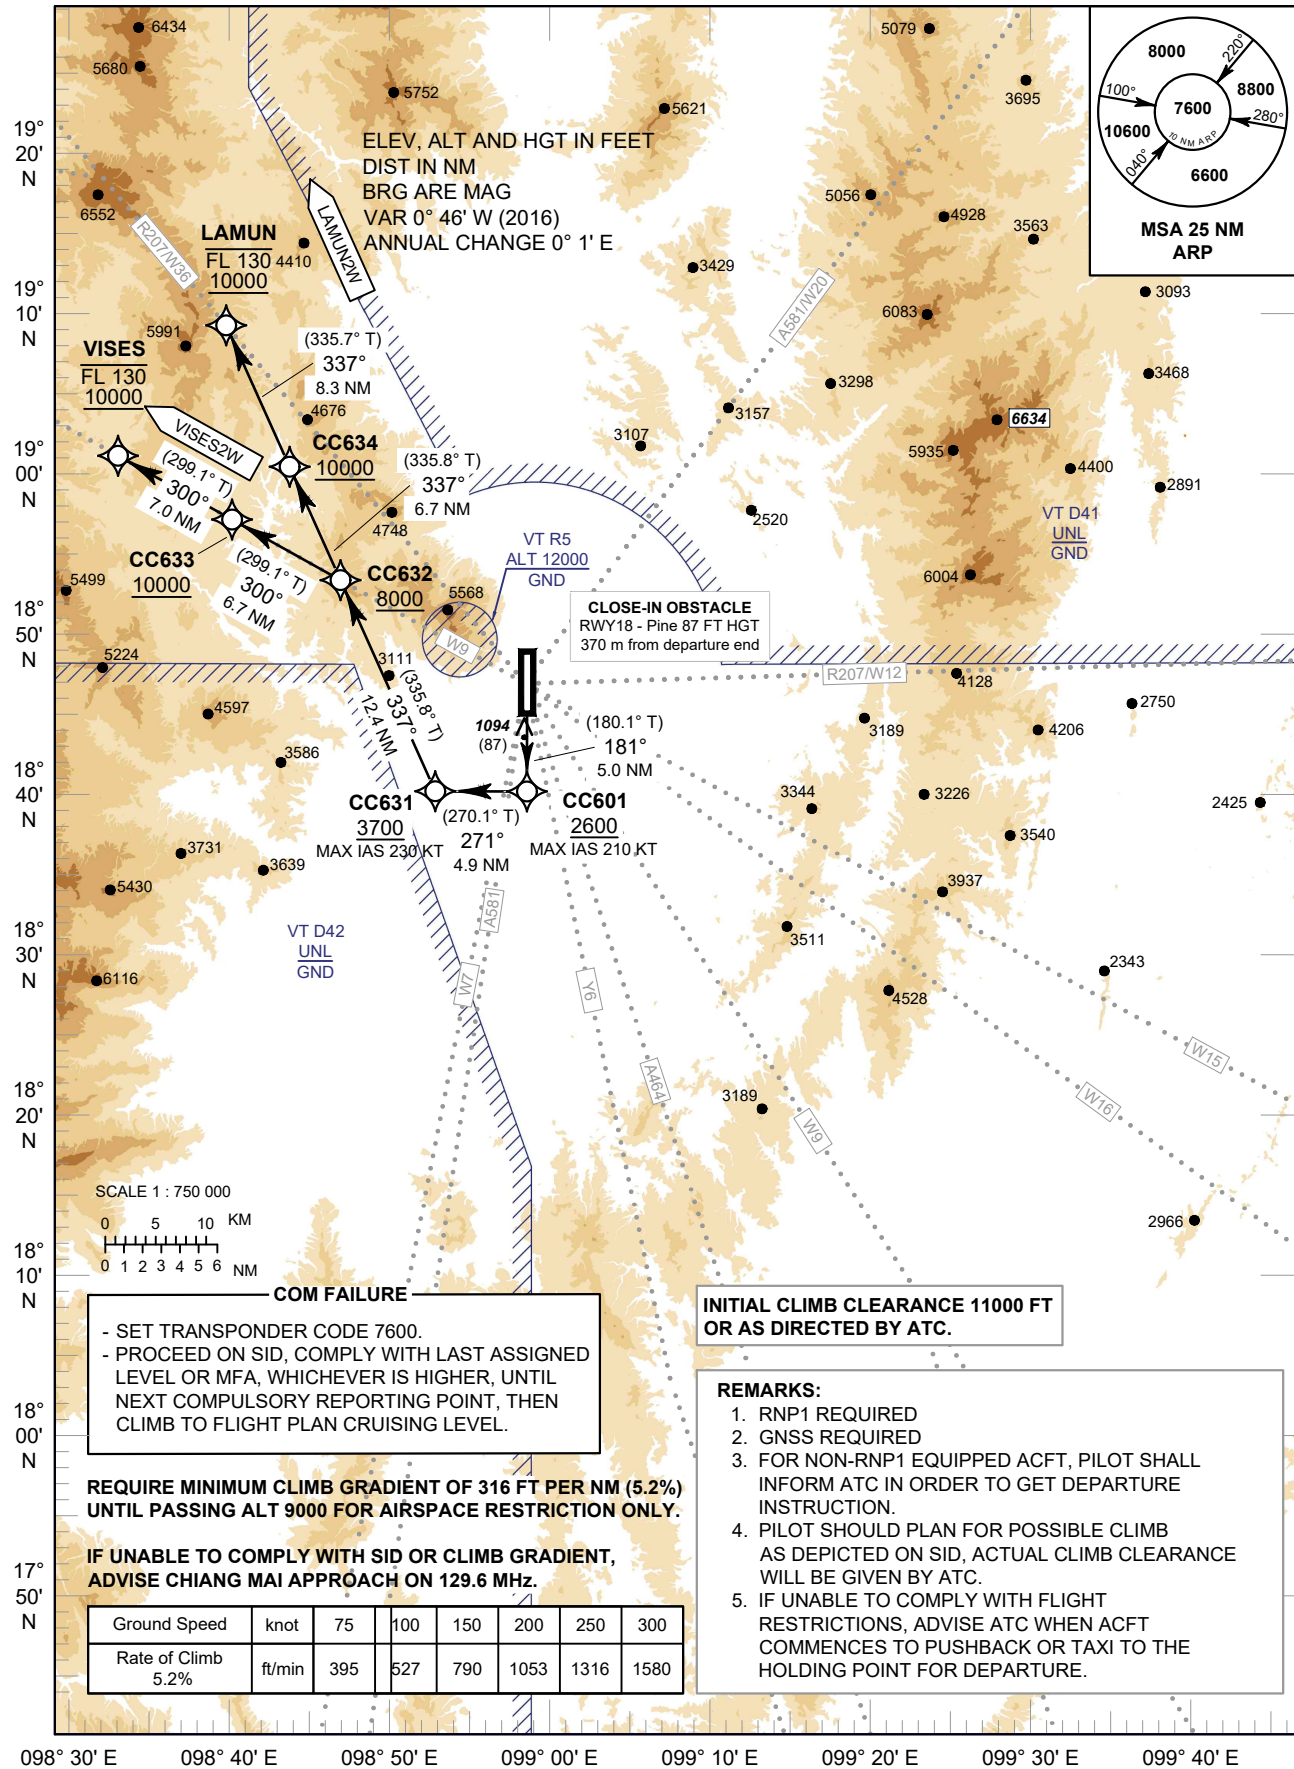 6434
5680
5752
5621
5079
3695
8000
220°
8800
100°
7600
280°
10600
10 NM ARP
040°
6600
MSA 25 NM
ARP
19°
20'
N
ELEV, ALT AND HGT IN FEET
DIST IN NM
BRG ARE MAG
VAR 0° 46' W (2016)
ANNUAL CHANGE 0° 1' E
6552
R207/W36
LAMUN
FL 130
10000
4410
LAMUN2W
5056
4928
3563
3429
3093
19°
10'
N
A581/W20
6083
5991
VISES
FL 130
10000
(335.7° T)
337°
8.3 NM
3298
3468
3157
6634
4676
3107
5935
4400
2891
VISES2W
CC634
10000
(335.8° T)
337°
6.7 NM
19°
00'
N
(299.1° T)
300°
7.0 NM
4748
2520
VT D41
UNL
GND
CC633
10000
VT R5
ALT 12000
GND
(299.1° T)
300°
6.7 NM
CC632
8000
6004
5499
5568
18°
50'
N
CLOSE-IN OBSTACLE
RWY18 - Pine 87 FT HGT
370 m from departure end
W9
5224
3111
R207/W12
4128
(335.8° T)
337°
12.4 NM
4597
1094
(87)
(180.1° T)
181°
5.0 NM
3189
2750
4206
3586
18°
40'
N
CC631
3700
MAX IAS 230 KT
(270.1° T)
271°
4.9 NM
CC601
2600
MAX IAS 210 KT
3344
3226
2425
3540
3731
3639
5430
3937
A581
18°
30'
N
VT D42
UNL
GND
3511
2343
6116
W7
Y6
4528
W15
A464
18°
20'
N
3189
W9
W16
SCALE 1 : 750 000
0 5 10 KM
0 1 2 3 4 5 6 NM
2966
18°
10'
N
COM FAILURE
- SET TRANSPONDER CODE 7600.
- PROCEED ON SID, COMPLY WITH LAST ASSIGNED
LEVEL OR MFA, WHICHEVER IS HIGHER, UNTIL
NEXT COMPULSORY REPORTING POINT, THEN
CLIMB TO FLIGHT PLAN CRUISING LEVEL.
INITIAL CLIMB CLEARANCE 11000 FT
OR AS DIRECTED BY ATC.
18°
00'
N
REQUIRE MINIMUM CLIMB GRADIENT OF 316 FT PER NM (5.2%)
UNTIL PASSING ALT 9000 FOR AIRSPACE RESTRICTION ONLY.
IF UNABLE TO COMPLY WITH SID OR CLIMB GRADIENT,
ADVISE CHIANG MAI APPROACH ON 129.6 MHz.
17°
50'
N
Ground Speed knot 75 100 150 200 250 300
Rate of Climb
5.2% ft/min 395 527 790 1053 1316 1580
REMARKS:
1. RNP1 REQUIRED
2. GNSS REQUIRED
3. FOR NON-RNP1 EQUIPPED ACFT, PILOT SHALL
INFORM ATC IN ORDER TO GET DEPARTURE
INSTRUCTION.
4. PILOT SHOULD PLAN FOR POSSIBLE CLIMB
AS DEPICTED ON SID, ACTUAL CLIMB CLEARANCE
WILL BE GIVEN BY ATC.
5. IF UNABLE TO COMPLY WITH FLIGHT
RESTRICTIONS, ADVISE ATC WHEN ACFT
COMMENCES TO PUSHBACK OR TAXI TO THE
HOLDING POINT FOR DEPARTURE.
098° 30' E 098° 40' E 098° 50' E 099° 00' E 099° 10' E 099° 20' E 099° 30' E 099° 40' E